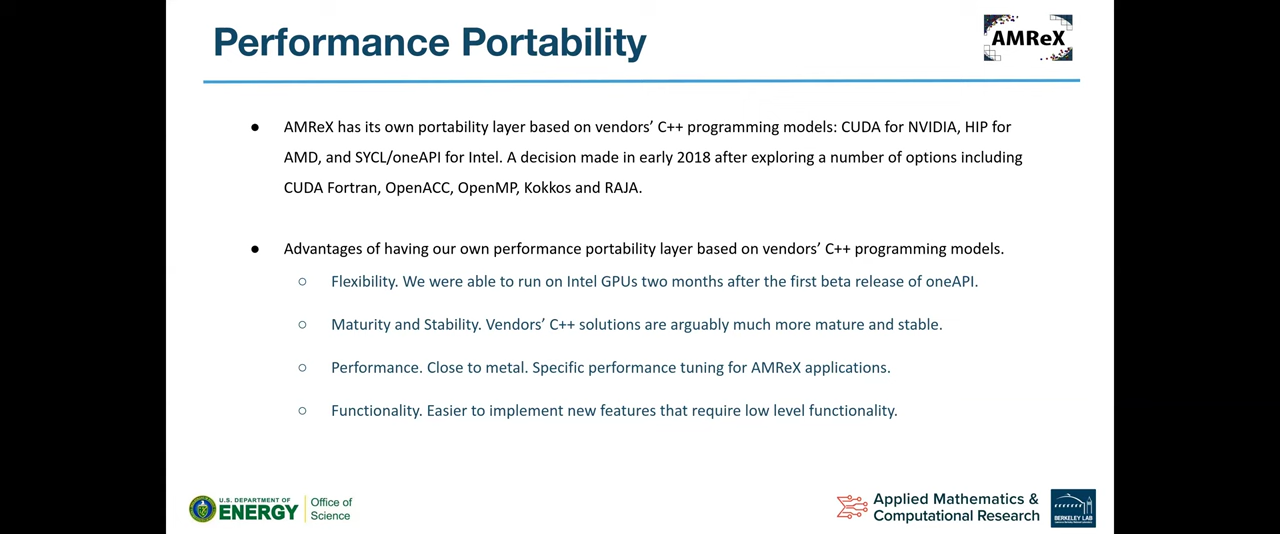 Performance Portability
AMReX
● AMReX has its own portability layer based on vendors' C++ programming models: CUDA for NVIDIA, HIP for
AMD, and SYCL/oneAPI for Intel. A decision made in early 2018 after exploring a number of options including
CUDA Fortran, OpenACC, OpenMP, Kokkos and RAJA.
● Advantages of having our own performance portability layer based on vendors' C++ programming models.
○ Flexibility. We were able to run on Intel GPUs two months after the first beta release of oneAPI.
○ Maturity and Stability. Vendors' C++ solutions are arguably much more mature and stable.
○ Performance. Close to metal. Specific performance tuning for AMReX applications.
○ Functionality. Easier to implement new features that require low level functionality.
U.S. DEPARTMENT OF
ENERGY
Office of
Science
Applied Mathematics &
Computational Research
BERKELEY LAB